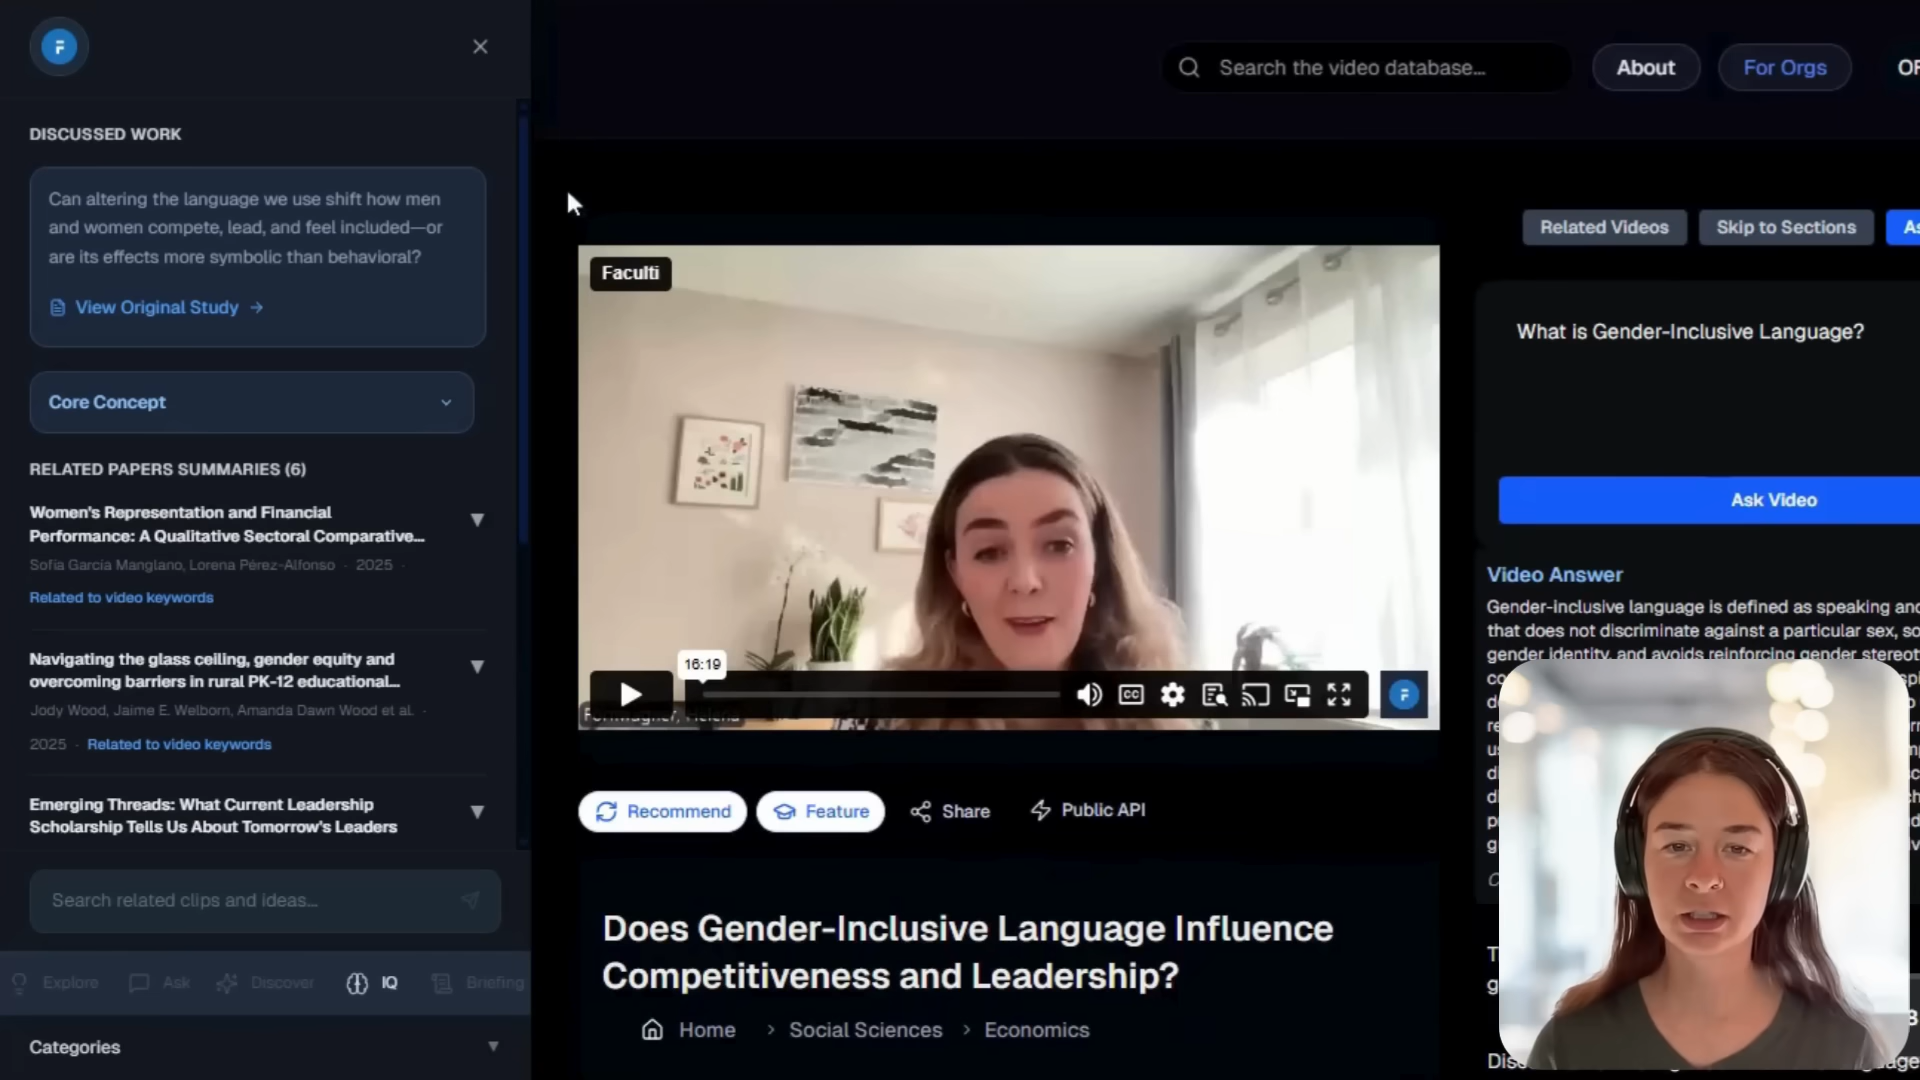 F
DISCUSSED WORK
Can altering the language we use shift how men
and women compete, lead, and feel included—or
are its effects more symbolic than behavioral?
View Original Study →
Core Concept
RELATED PAPERS SUMMARIES (6)
Women's Representation and Financial
Performance: A Qualitative Sectoral Comparative...
Sofía García Manglano, Lorena Pérez-Alfonso · 2025 ·
Related to video keywords
Navigating the glass ceiling, gender equity and
overcoming barriers in rural PK-12 educational...
Jody Wood, Jaime E. Welborn, Amanda Dawn Wood et al. ·
2025 · Related to video keywords
Emerging Threads: What Current Leadership
Scholarship Tells Us About Tomorrow's Leaders
Search related clips and ideas...
Explore
Ask
Discover
IQ
Briefing
Categories
Search the video database...
About
For Orgs
Faculti
16:19
CC
F
Recommend
Feature
Share
Public API
Does Gender-Inclusive Language Influence
Competitiveness and Leadership?
Home > Social Sciences > Economics
Related Videos
Skip to Sections
What is Gender-Inclusive Language?
Ask Video
Video Answer
Gender-inclusive language is defined as speaking
that does not discriminate against a particular sex,
gender identity, and avoids reinforcing gender